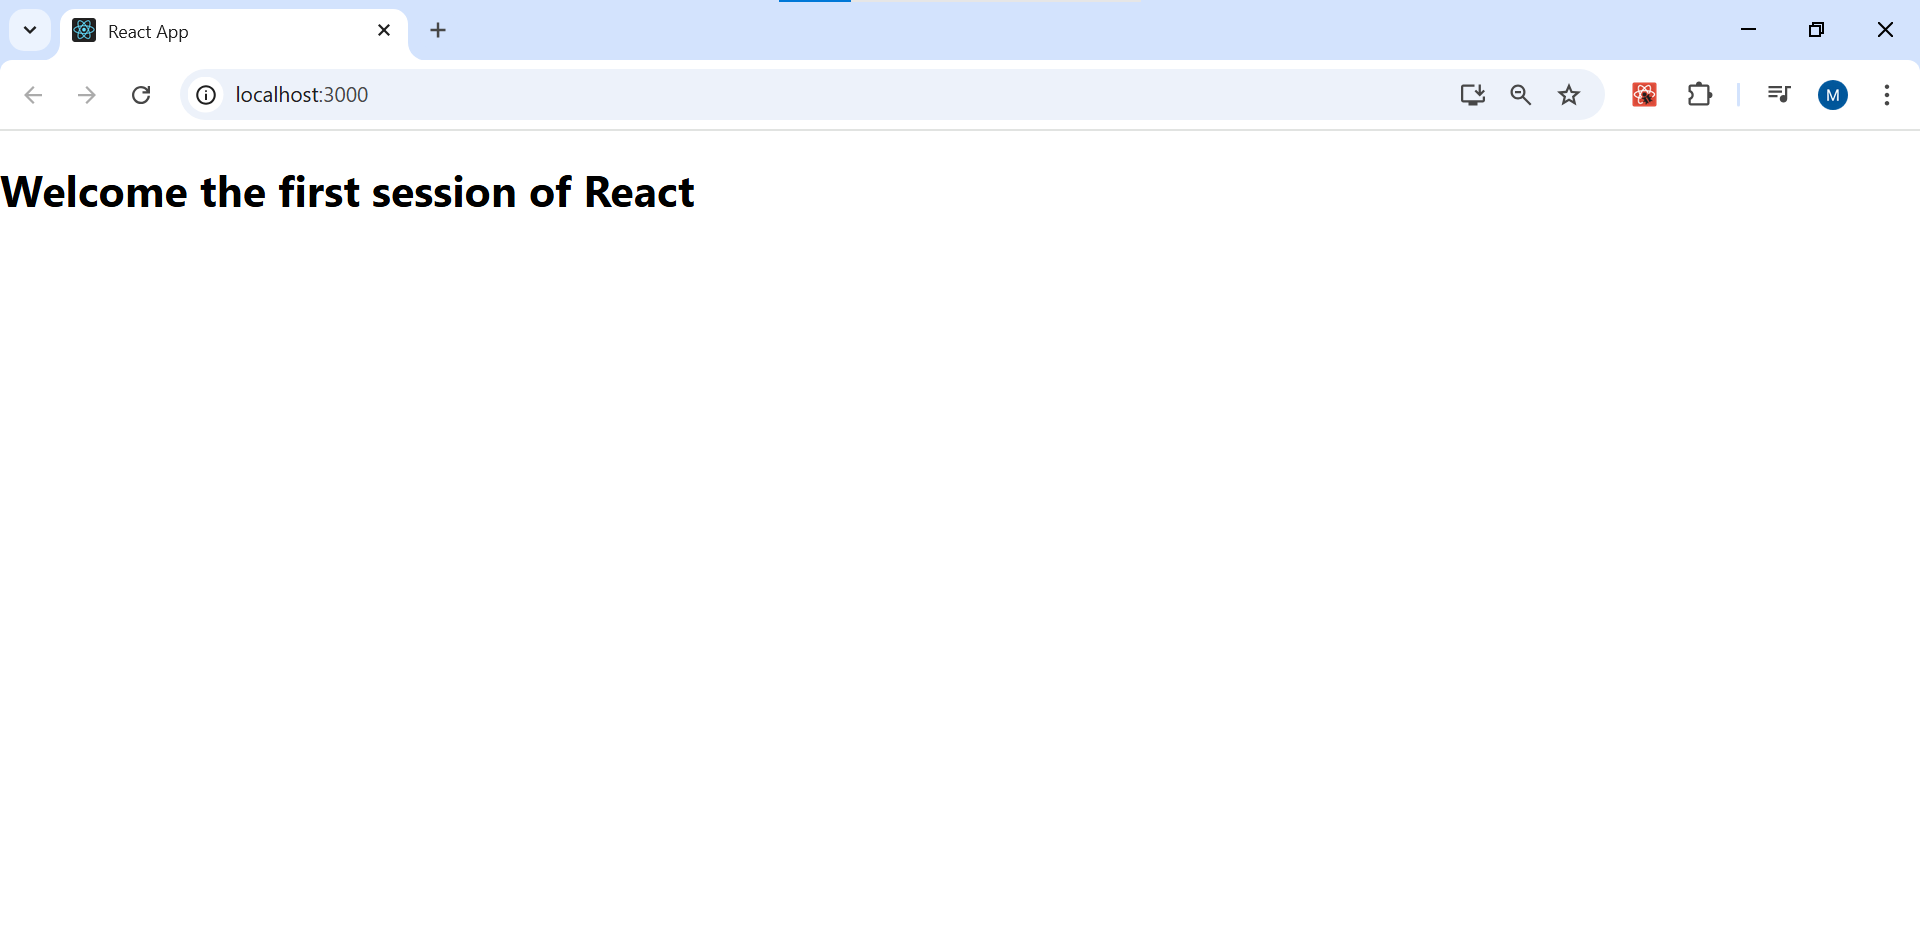 React App
localhost:3000
M
Welcome the first session of React